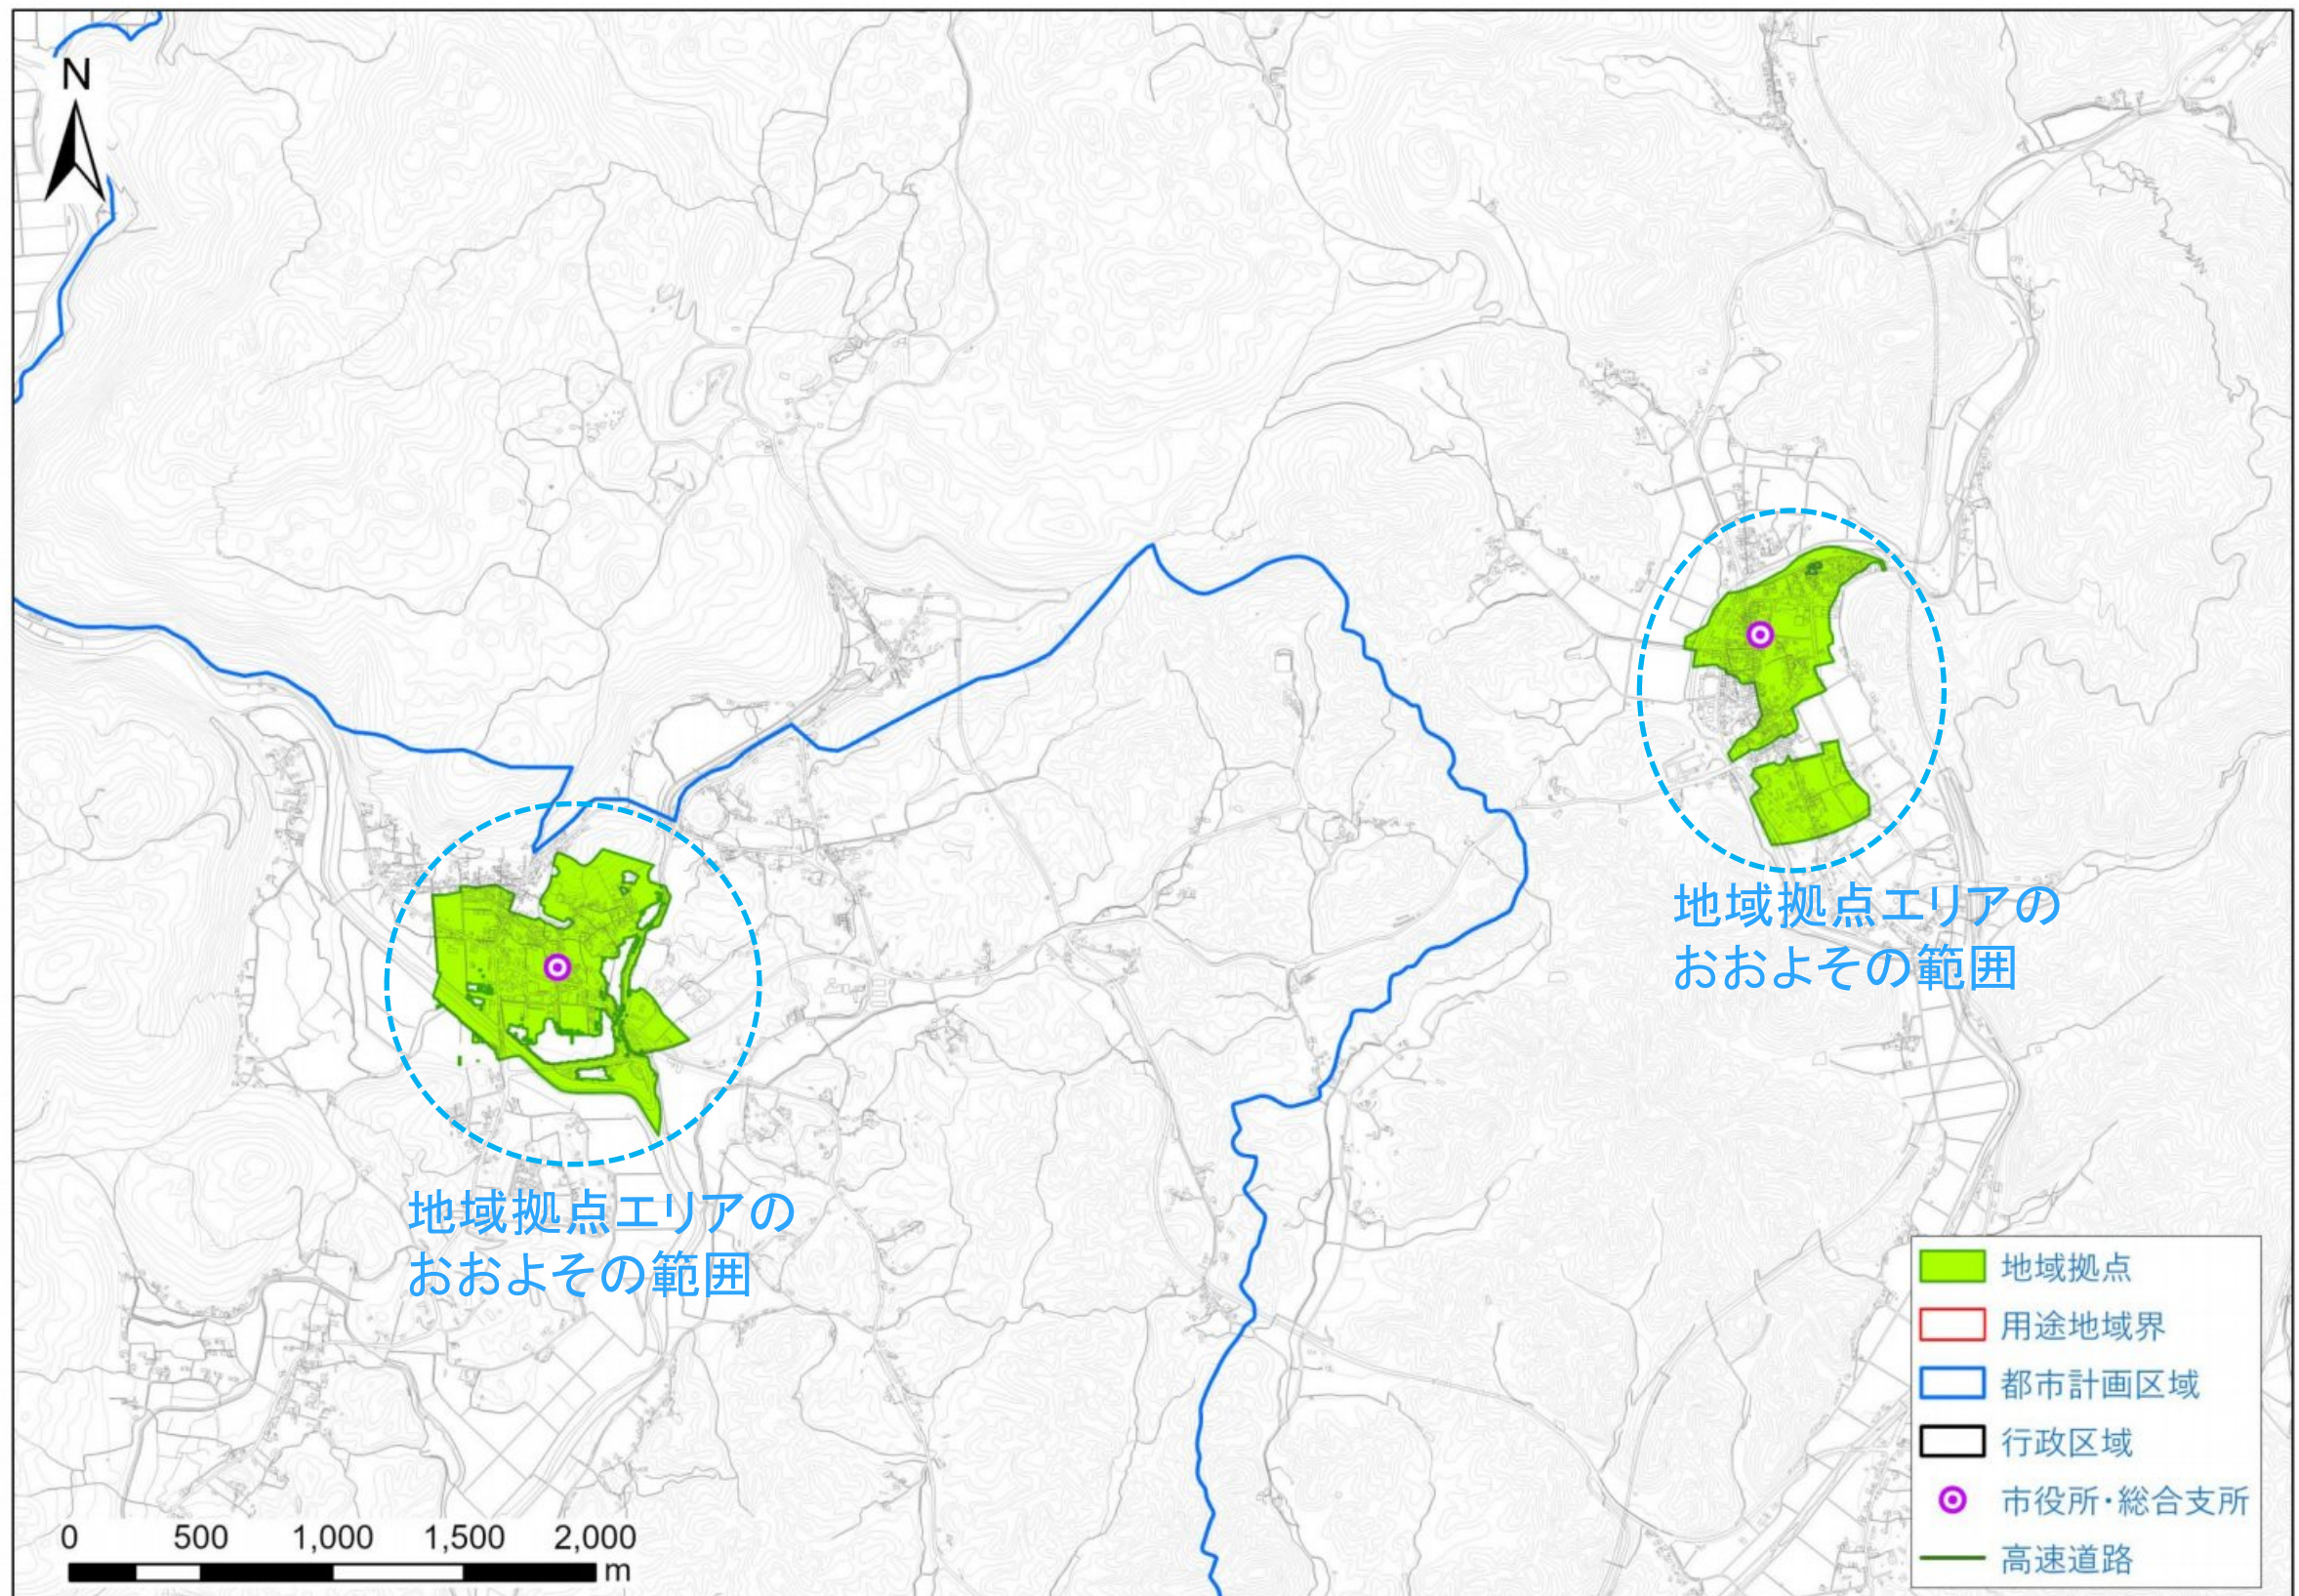 N
地域拠点エリアの
おおよその範囲
地域拠点エリアの
おおよその範囲
地域拠点
用途地域界
都市計画区域
行政区域
市役所・総合支所
高速道路
0 500 1,000 1,500 2,000
m